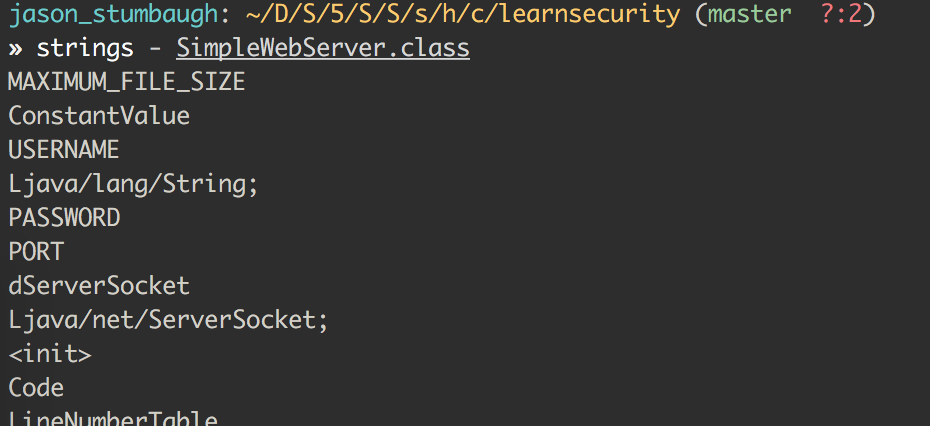 jason_stumbaugh: ~/D/S/5/S/S/s/h/c/learnsecurity (master ?:2)
» strings - SimpleWebServer.class
MAXIMUM_FILE_SIZE
ConstantValue
USERNAME
Ljava/lang/String;
PASSWORD
PORT
dServerSocket
Ljava/net/ServerSocket;
<init>
Code
LineNumberTable